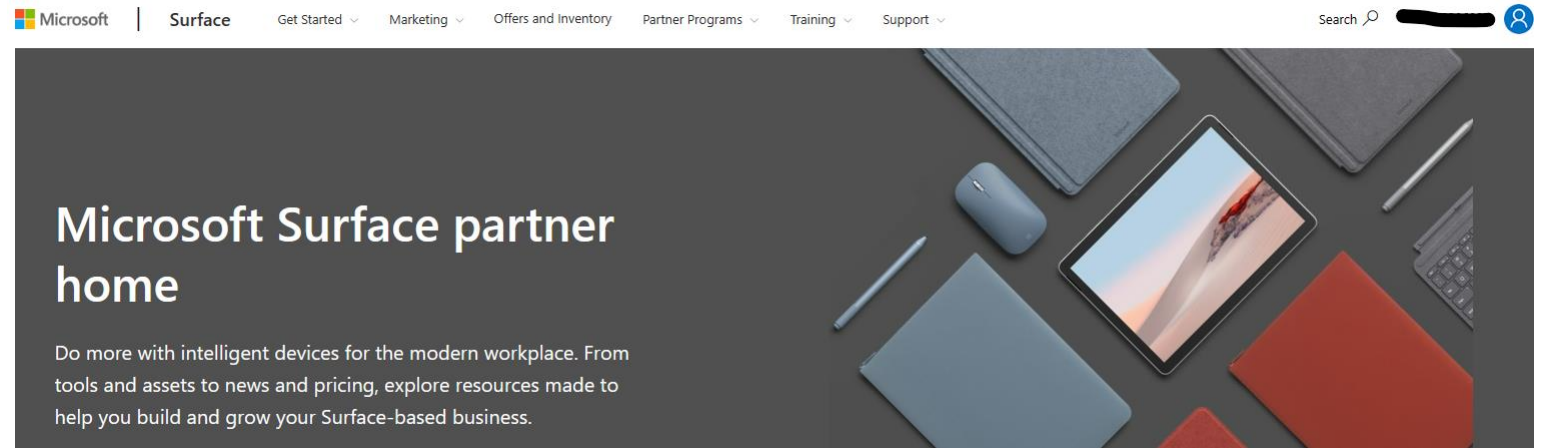 Microsoft Surface Get Started Marketing Offers and Inventory Partner Programs Training Support Search
Microsoft Surface partner
home
Do more with intelligent devices for the modern workplace. From
tools and assets to news and pricing, explore resources made to
help you build and grow your Surface-based business.